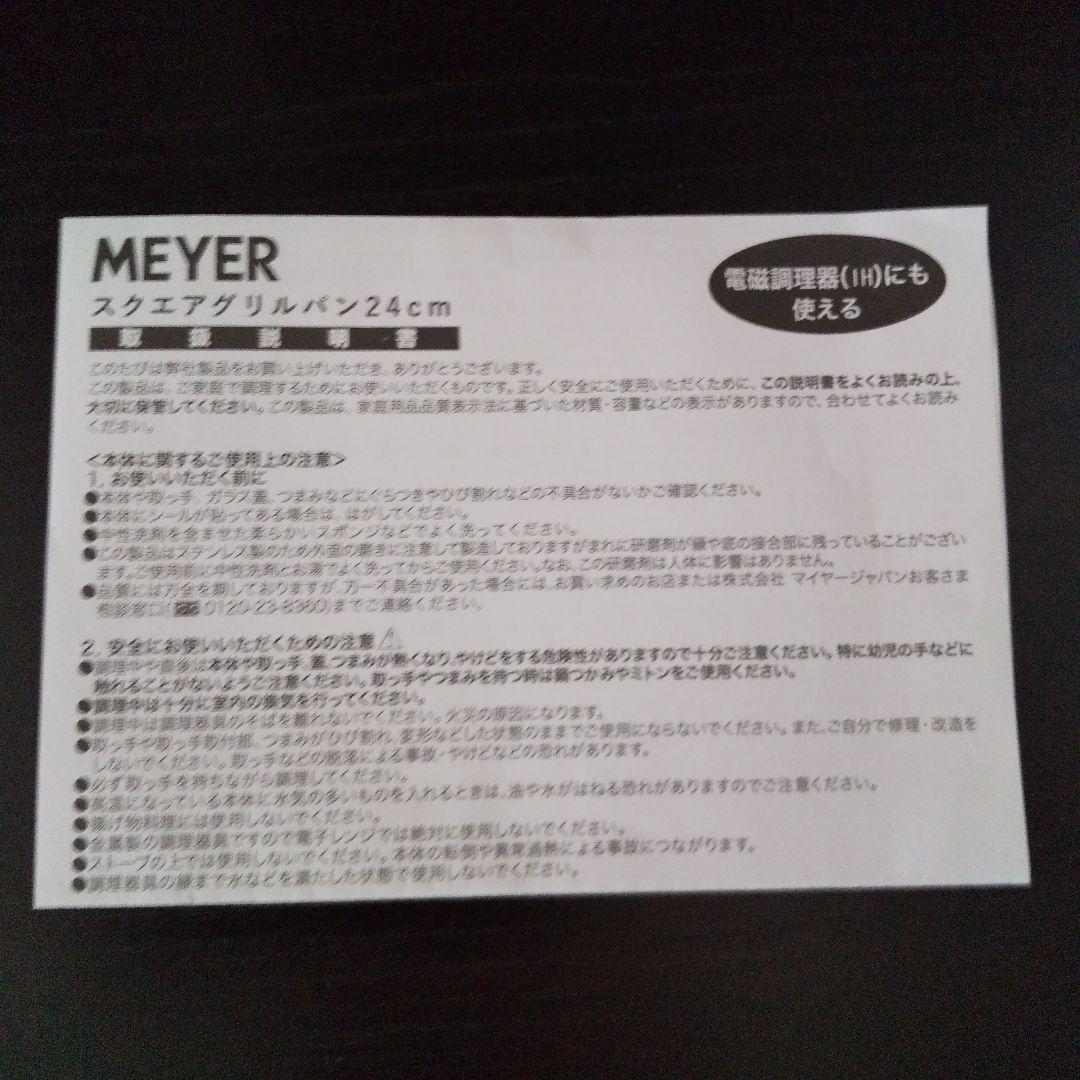 MEYER
スクエアグリルパン24cm
取扱説明書
電磁調理器(IH)にも
使える
このたびは弊社製品をお買い上げいただき、ありがとうございます。
この製品は、ご家庭で調理するためにお使いいただくものです。正しく安全にご使用いただくために、この説明書をよくお読みの上、
大切に保管してください。この製品は、家庭用品品質表示法に基づいた材質・容量などの表示がありますので、合わせてよくお読み
ください。
<本体に関するご使用上の注意>
1. お使いいただく前に
●本体や取っ手、ガラス蓋、つまみなどにぐらつきやひび割れなどの不具合がないかご確認ください。
●本体にシールが貼ってある場合は、はがしてください。
●中性洗剤を含ませた柔らかいスポンジなどでよく洗ってください。
●この製品はステンレス製のため外面の磨きに注意して製造しておりますがまれに研磨剤が縁や底の接合部に残っていることがござい
ます。ご使用前に中性洗剤とお湯でよく洗ってからご使用ください。なお、この研磨剤は人体に影響はありません。
●品質には万全を期しておりますが、万一不具合があった場合には、お買い求めのお店または株式会社 マイヤージャパンお客さま
相談窓口( 0120-23-8360)までご連絡ください。
2. 安全にお使いいただくための注意⚠
●調理中や直後は本体や取っ手、蓋、つまみが熱くなり、やけどをする危険性がありますので十分ご注意ください。特に幼児の手などに
触れることがないようご注意ください。取っ手やつまみを持つ時は鍋つかみやミトンをご使用ください。
●調理中は十分に室内の換気を行ってください。
●調理中は調理器具のそばを離れないでください。火災の原因になります。
●取っ手や取っ手取付部、つまみがひび割れ、変形などした状態のままでご使用にならないでください。また、ご自分で修理・改造を
しないでください。取っ手などの脱落による事故・やけどなどの恐れがあります。
●必ず取っ手を持ちながら調理してください。
●高温になっている本体に水気の多いものを入れるときは、油や水がはねる恐れがありますのでご注意ください。
●揚げ物料理には使用しないでください。
●金属製の調理器具ですので電子レンジでは絶対に使用しないでください。
●ストーブの上では使用しないでください。本体の転倒や異常過熱による事故につながります。
●調理器具の縁まで水などを満たした状態で使用しないでください。